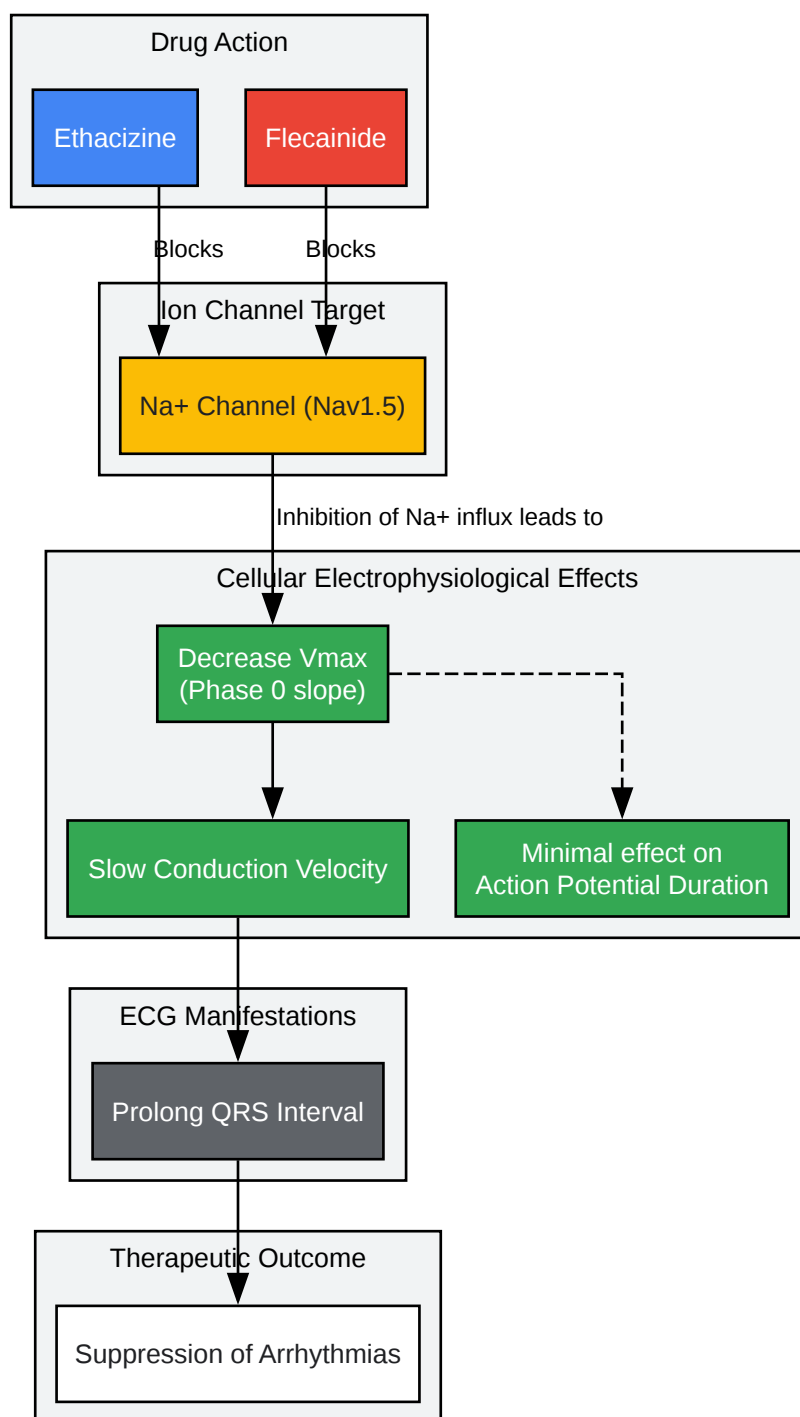 Drug Action
Ethacizine
Flecainide
Blocks
Blocks
Ion Channel Target
Na+ Channel (Nav1.5)
Inhibition of Na+ influx leads to
Cellular Electrophysiological Effects
Decrease Vmax
(Phase 0 slope)
Slow Conduction Velocity
Minimal effect on
Action Potential Duration
ECG Manifestations
Prolong QRS Interval
Therapeutic Outcome
Suppression of Arrhythmias